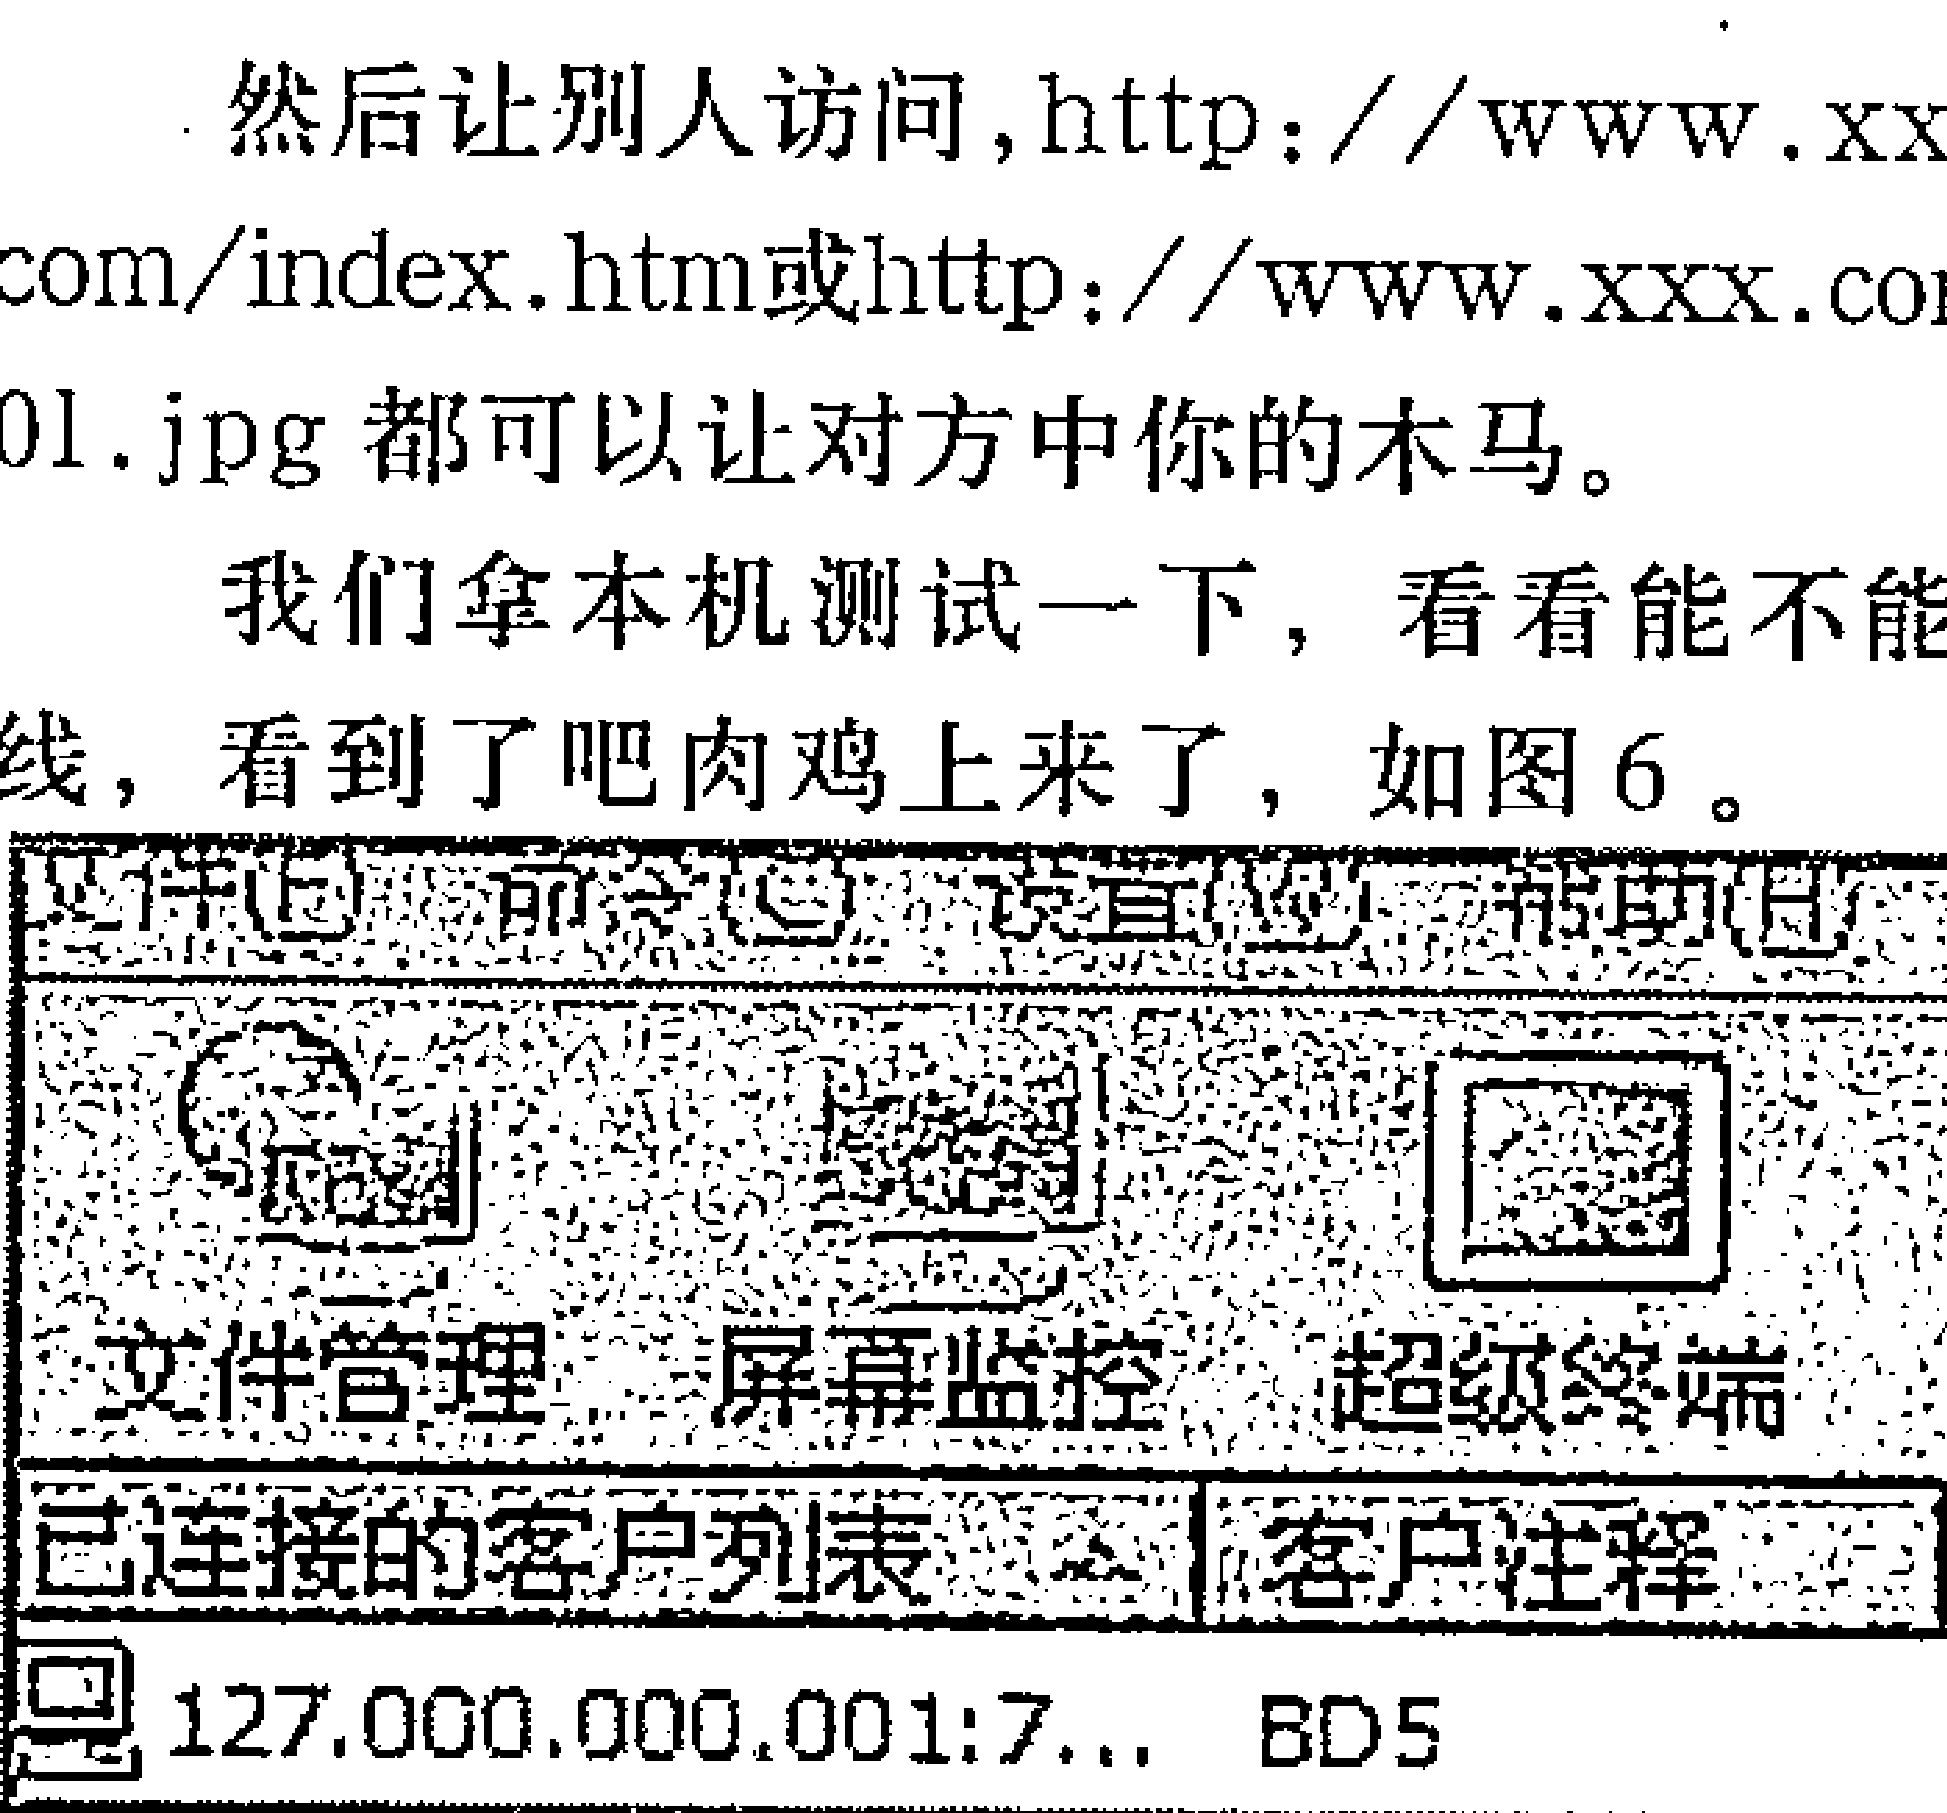 然后让别人访问,http://www.xx
com/index.htm或http://www.xxx.com
01.jpg 都可以让对方中你的木马。
我们拿本机测试一下，看看能不能
线，看到了吧肉鸡上来了，如图6。
文件(E) 命令(C) 设置(V) 帮助(H)
文件管理 屏幕监控 超级终端
已连接的客户列表 客户注释
127.000.000.001:7... BD5